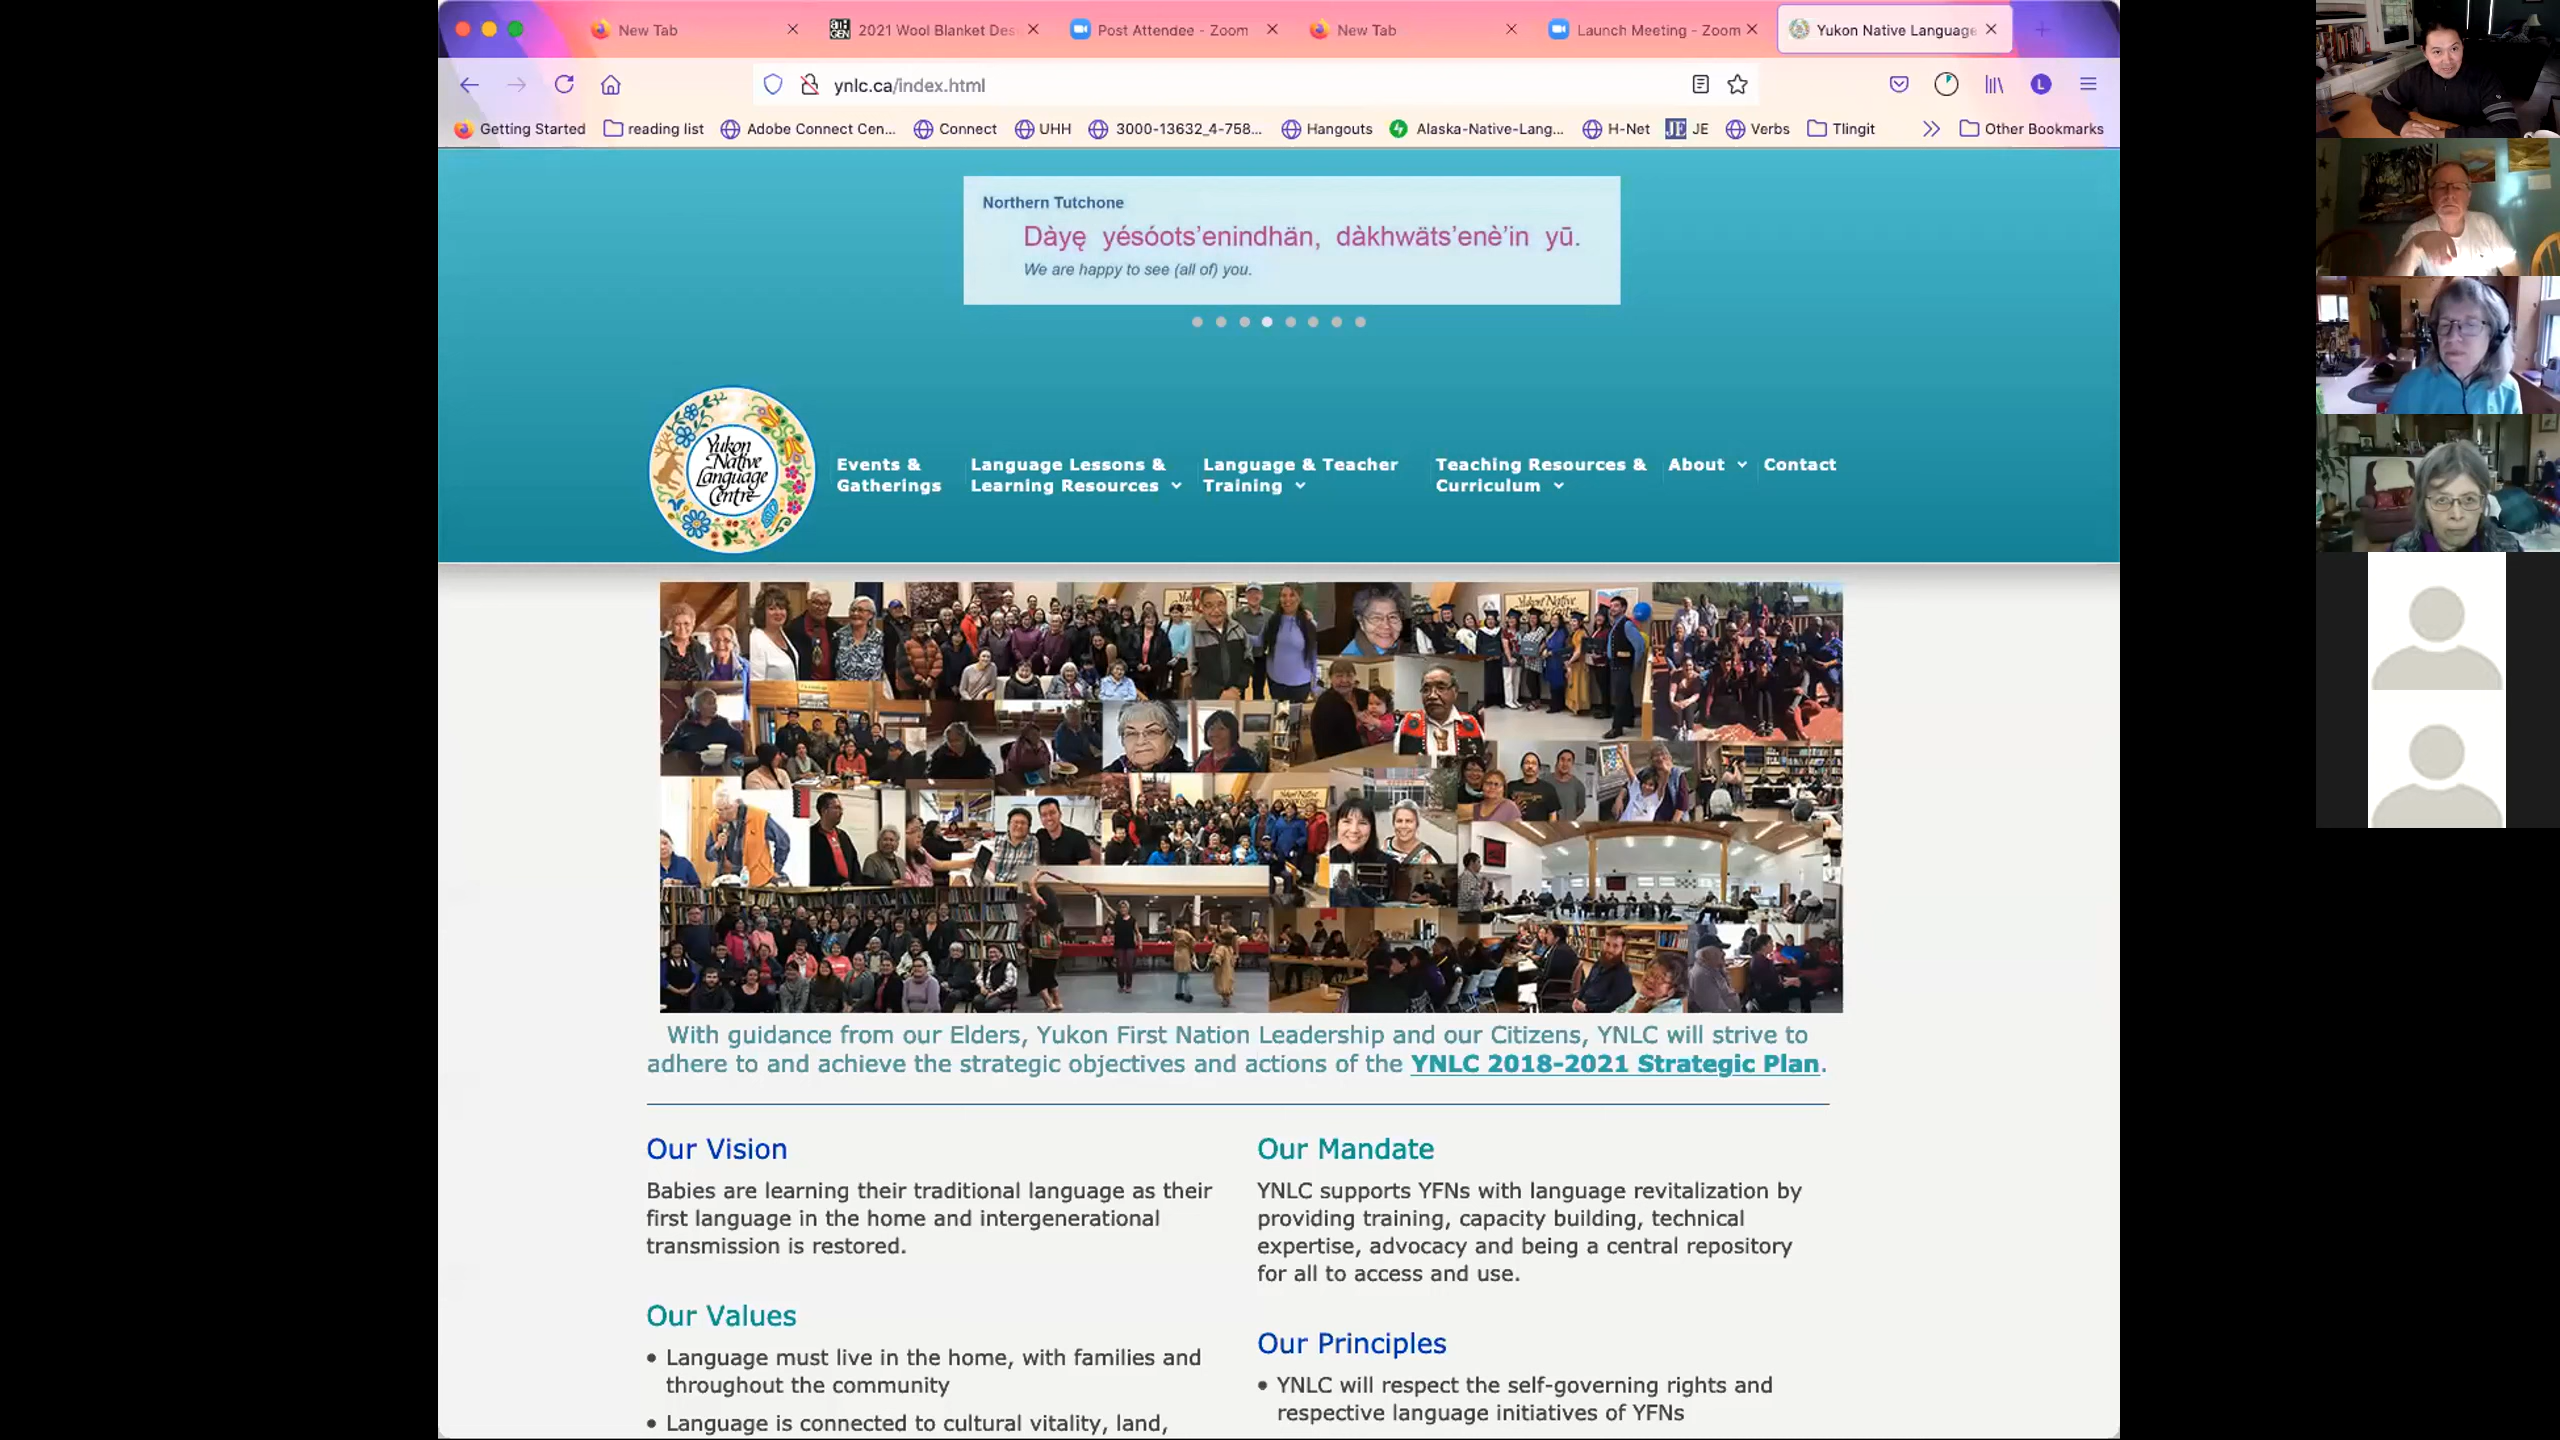 New Tab
2021 Wool Blanket Des
Post Attendee - Zoom
New Tab
Launch Meeting - Zoom
Yukon Native Language
ynlc.ca/index.html
L
Getting Started
reading list
Adobe Connect Cen...
Connect
UHH
3000-13632_4-758...
Hangouts
Alaska-Native-Lang...
H-Net
JE
JE
Verbs
Tlingit
Other Bookmarks
Northern Tutchone
Dàyę yésóots'enindhän, dàkhwäts'enè'in yū.
We are happy to see (all of) you.
Yukon
Native
Language
Centre
Events &
Gatherings
Language Lessons &
Learning Resources
Language & Teacher
Training
Teaching Resources &
Curriculum
About
Contact
With guidance from our Elders, Yukon First Nation Leadership and our Citizens, YNLC will strive to
adhere to and achieve the strategic objectives and actions of the YNLC 2018-2021 Strategic Plan.
Our Vision
Babies are learning their traditional language as their
first language in the home and intergenerational
transmission is restored.
Our Values
• Language must live in the home, with families and
throughout the community
• Language is connected to cultural vitality, land,
Our Mandate
YNLC supports YFNs with language revitalization by
providing training, capacity building, technical
expertise, advocacy and being a central repository
for all to access and use.
Our Principles
• YNLC will respect the self-governing rights and
respective language initiatives of YFNs